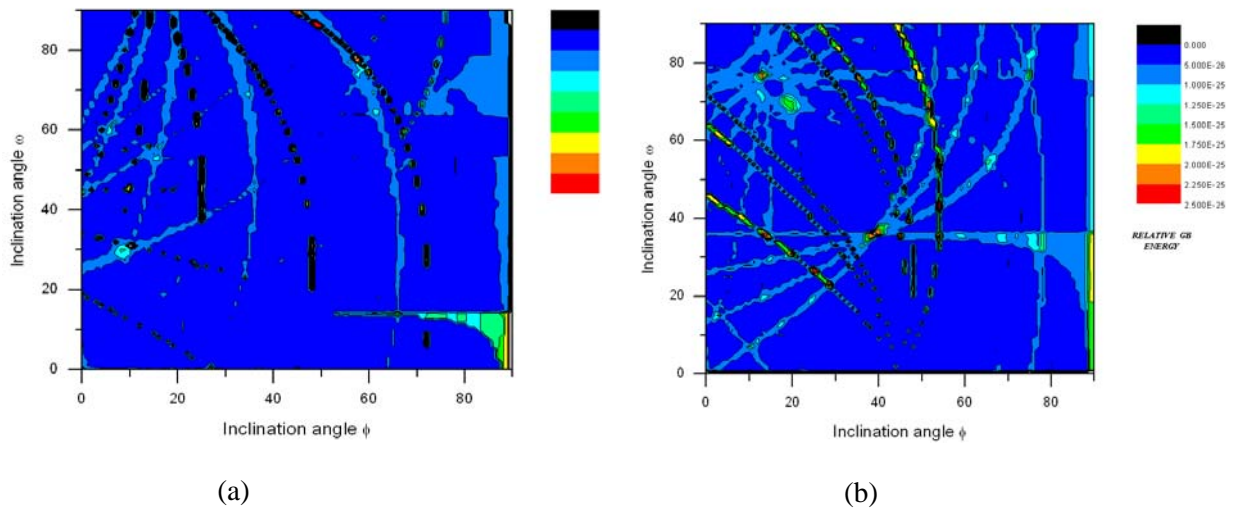 80
60
40
20
0
Inclination angle ω
0 20 40 60 80
Inclination angle ϕ
(a)
80
60
40
20
0
Inclination angle ω
0 20 40 60 80
Inclination angle ϕ
0.000
5.000E-26
1.000E-25
1.250E-25
1.500E-25
1.750E-25
2.000E-25
2.250E-25
2.500E-25
RELATIVE GB
ENERGY
(b)